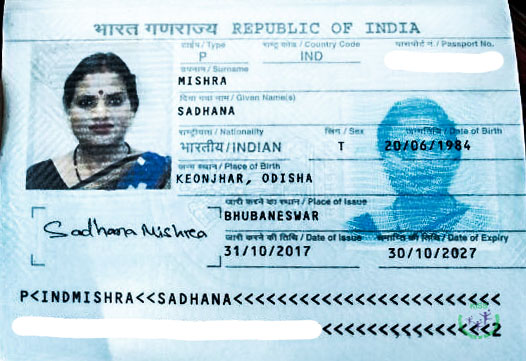 भारत गणराज्य REPUBLIC OF INDIA
टाईप/Type राष्ट्र कोड / Country Code पासपोर्ट नं. / Passport No.
P IND
उपनाम / Surname
MISHRA
दिया गया नाम / Given Name(s)
SADHANA
राष्ट्रीयता / Nationality लिंग / Sex जन्मतिथि / Date of Birth
भारतीय/INDIAN T 20/06/1984
जन्म स्थान / Place of Birth
KEONJHAR, ODISHA
जारी करने का स्थान / Place of Issue
BHUBANESWAR
Sadhana Mishra
जारी करने की तिथि / Date of Issue समाप्ति की तिथि / Date of Expiry
31/10/2017 30/10/2027
P<INDMISHRA<<SADHANA<<<<<<<<<<<<<<<<<<<<<<<<
<<<<<<<<<<<<<<2